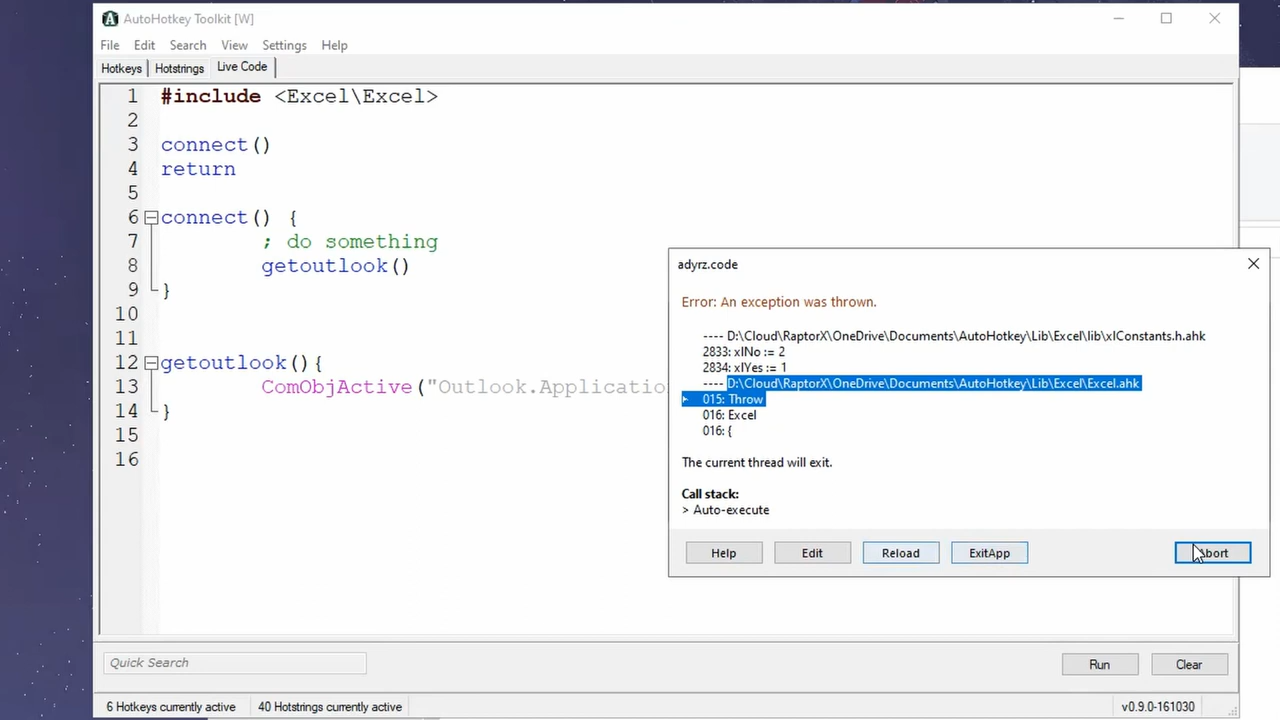 AutoHotkey Toolkit [W]
File Edit Search View Settings Help
Hotkeys Hotstrings Live Code
1 #include <Excel\Excel>
2
3 connect()
4 return
5
6 connect() {
7 ; do something
8 getoutlook()
9 }
10
11
12 getoutlook(){
13 ComObjActive("Outlook.Applicatio
14 }
15
16
adyrz.code
Error: An exception was thrown.
---- D:\Cloud\RaptorX\OneDrive\Documents\AutoHotkey\Lib\Excel\lib\xlConstants.h.ahk
2833: xlNo := 2
2834: xlYes := 1
---- D:\Cloud\RaptorX\OneDrive\Documents\AutoHotkey\Lib\Excel\Excel.ahk
015: Throw
016: Excel
016: {
The current thread will exit.
Call stack:
> Auto-execute
Help Edit Reload ExitApp Abort
Quick Search
Run Clear
6 Hotkeys currently active 40 Hotstrings currently active v0.9.0-161030